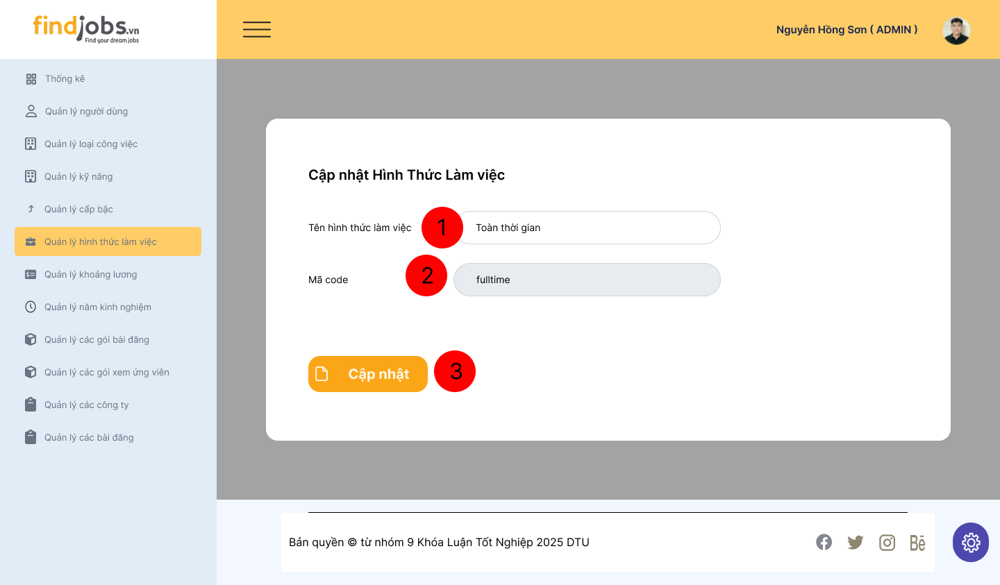 findjobs.vn
Find your dream jobs
Nguyễn Hồng Sơn ( ADMIN )
Thống kê
Quản lý người dùng
Quản lý loại công việc
Quản lý kỹ năng
Quản lý cấp bậc
Quản lý hình thức làm việc
Quản lý khoảng lương
Quản lý năm kinh nghiệm
Quản lý các gói bài đăng
Quản lý các gói xem ứng viên
Quản lý các công ty
Quản lý các bài đăng
Cập nhật Hình Thức Làm việc
Tên hình thức làm việc 1 Toàn thời gian
Mã code 2 fulltime
Cập nhật 3
Bản quyền © từ nhóm 9 Khóa Luận Tốt Nghiệp 2025 DTU